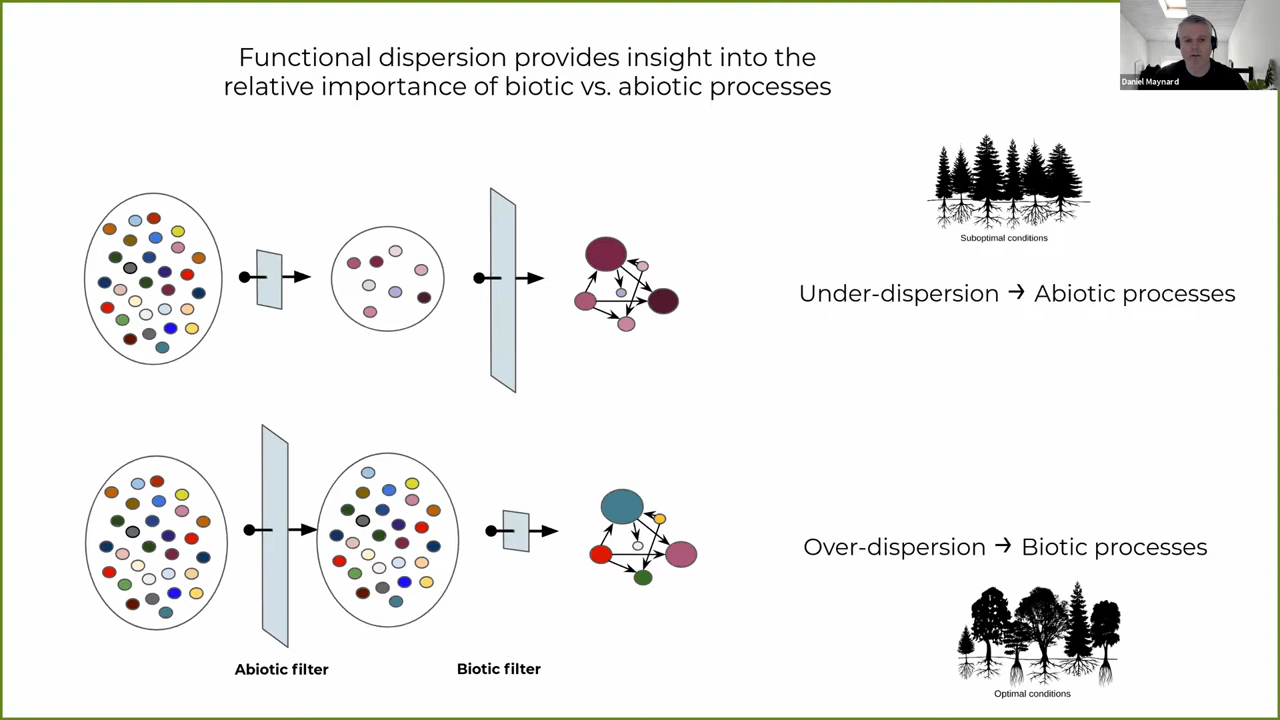 Functional dispersion provides insight into the
relative importance of biotic vs. abiotic processes
Daniel Maynard
Suboptimal conditions
Under-dispersion → Abiotic processes
Over-dispersion → Biotic processes
Abiotic filter
Biotic filter
Optimal conditions